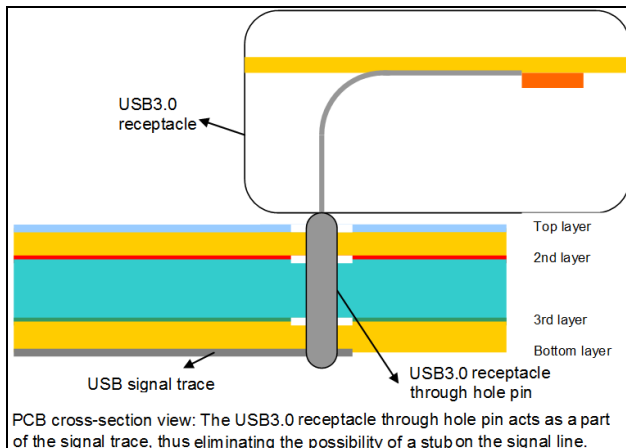 USB3.0
receptacle
Top layer
2nd layer
3rd layer
Bottom layer
USB signal trace
USB3.0 receptacle
through hole pin
PCB cross-section view: The USB3.0 receptacle through hole pin acts as a part
of the signal trace, thus eliminating the possibility of a stub on the signal line.